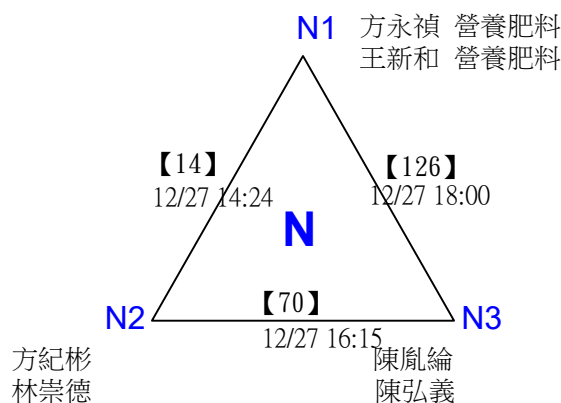 N1
方永禎 營養肥料
王新和 營養肥料
【14】
12/27 14:24
【126】
12/27 18:00
N
【70】
12/27 16:15
N2
N3
方紀彬
林崇德
陳胤綸
陳弘義